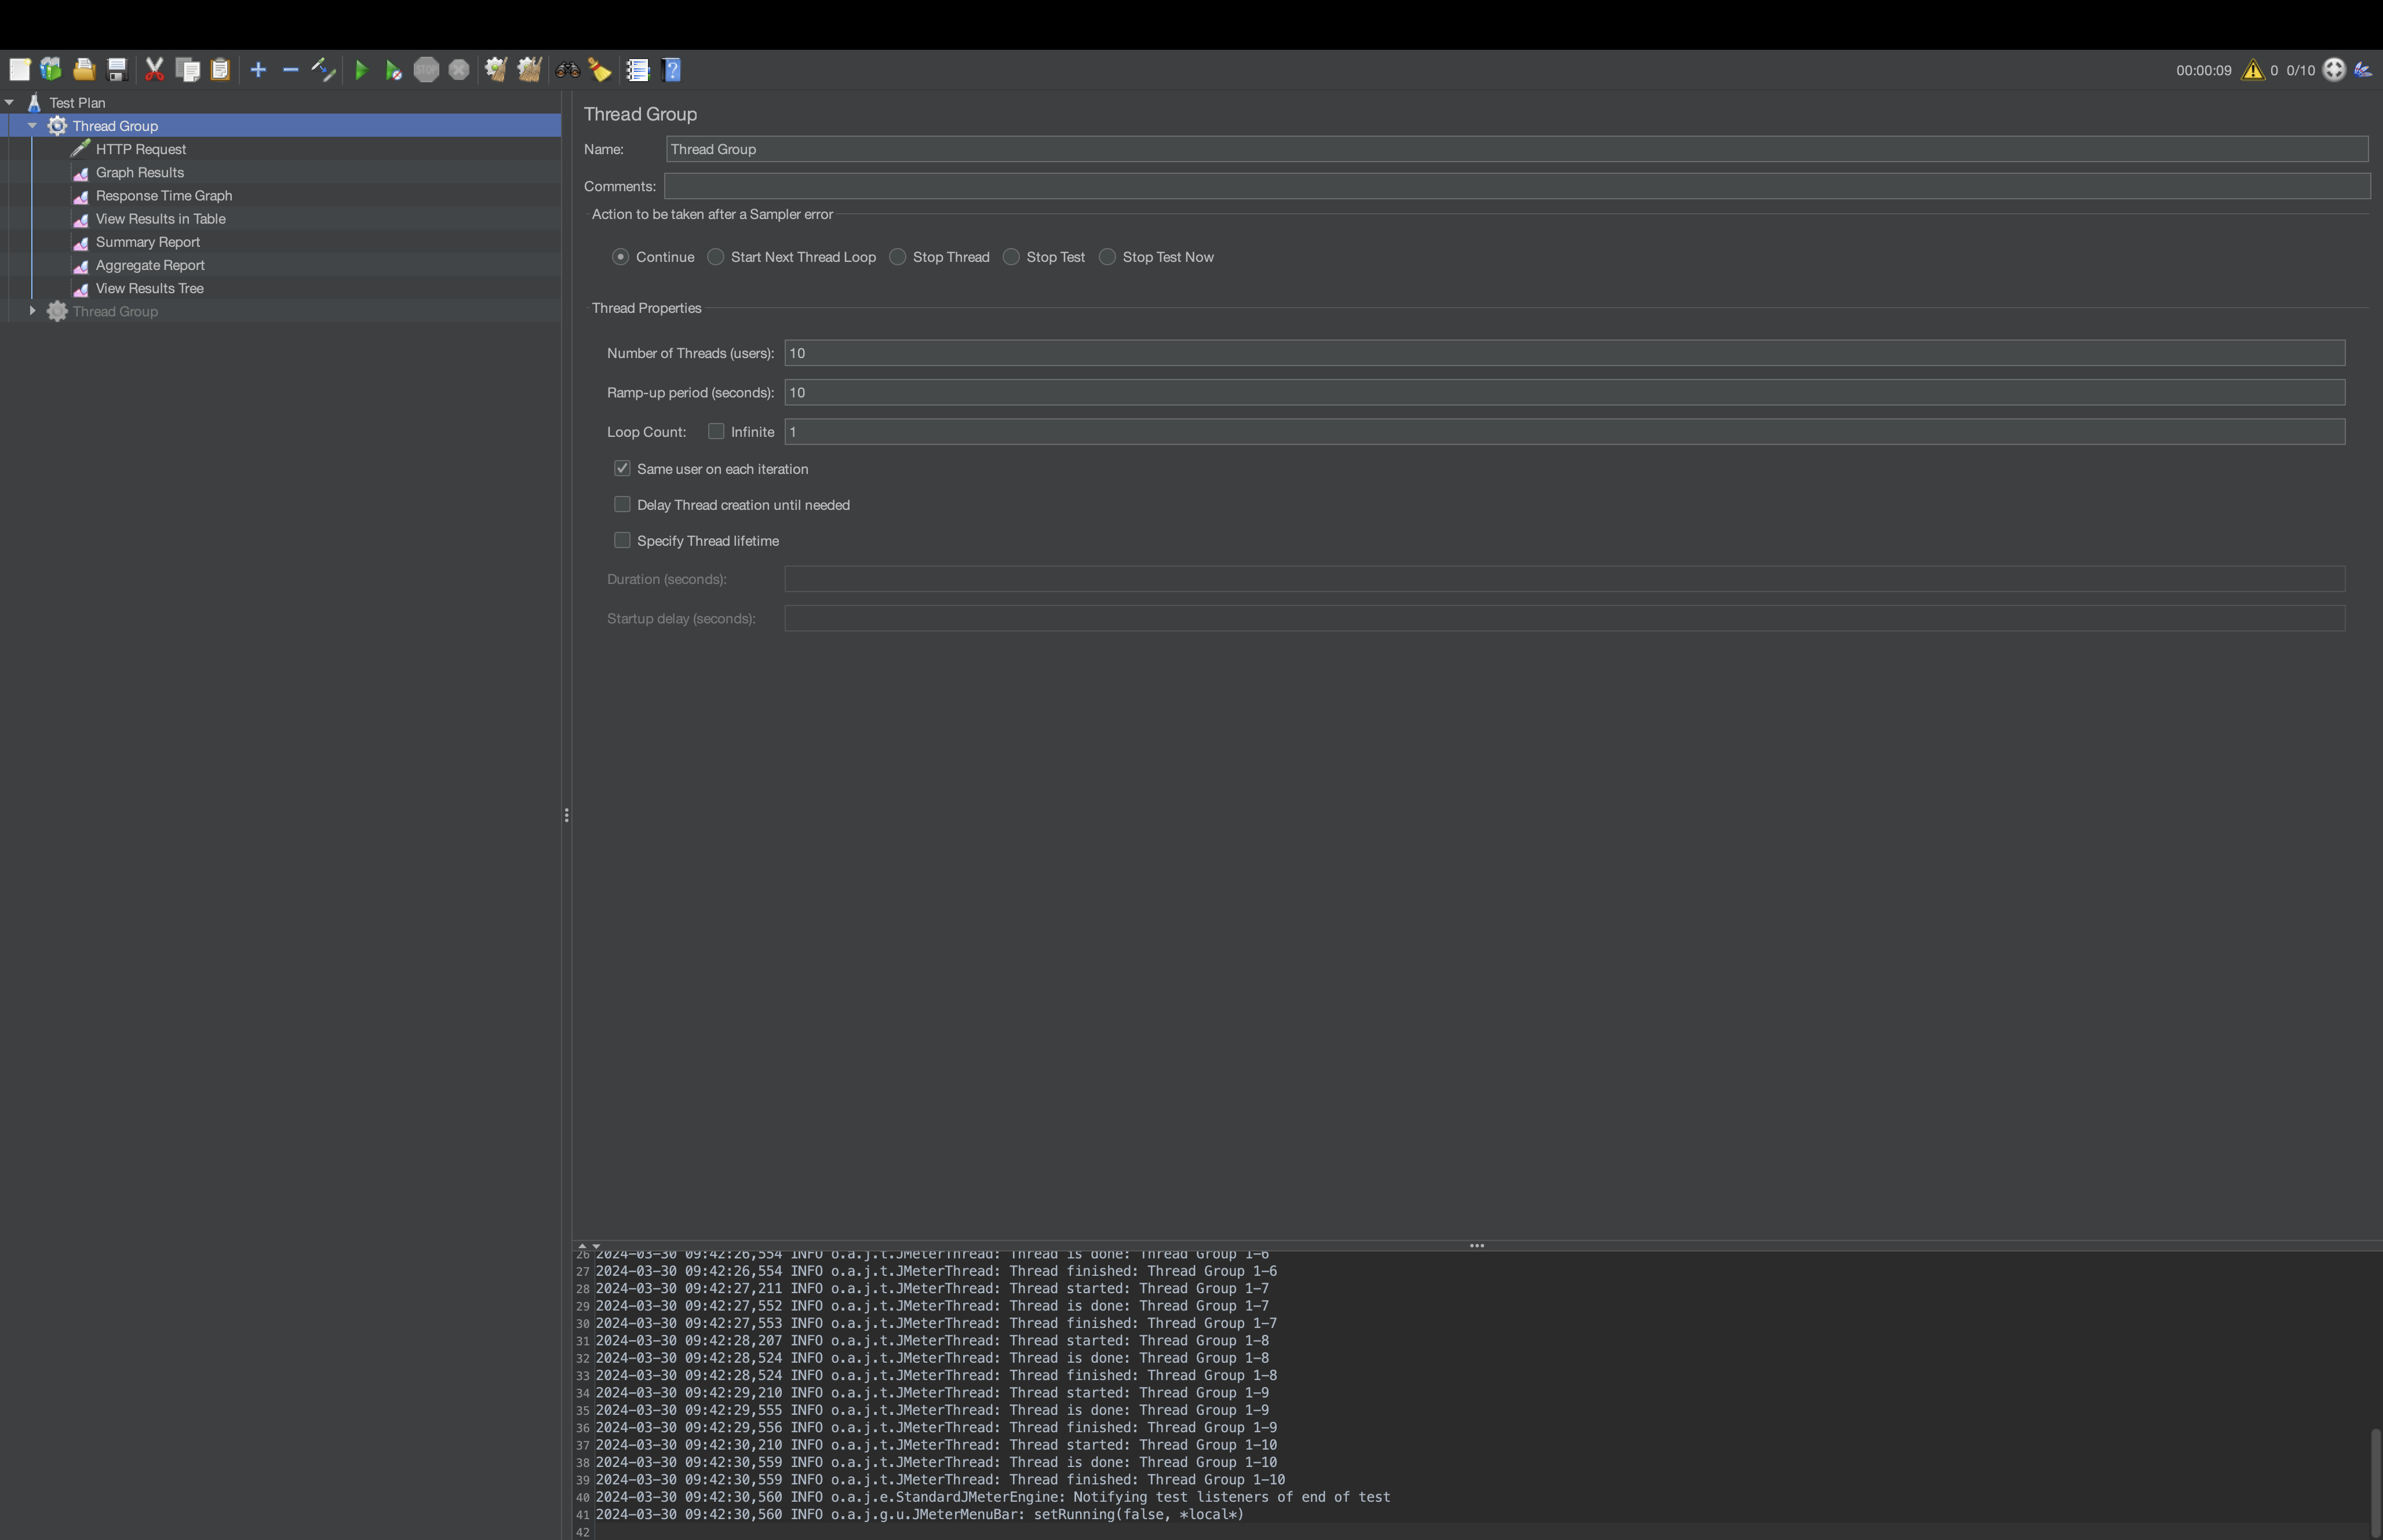 STOP
00:00:09 0 0/10
Test Plan
Thread Group
HTTP Request
Graph Results
Response Time Graph
View Results in Table
Summary Report
Aggregate Report
View Results Tree
Thread Group
Thread Group
Name: Thread Group
Comments:
Action to be taken after a Sampler error
Continue Start Next Thread Loop Stop Thread Stop Test Stop Test Now
Thread Properties
Number of Threads (users): 10
Ramp-up period (seconds): 10
Loop Count: Infinite 1
Same user on each iteration
Delay Thread creation until needed
Specify Thread lifetime
Duration (seconds):
Startup delay (seconds):
26 2024-03-30 09:42:26,554 INFO o.a.j.t.JMeterThread: Thread is done: Thread Group 1-6
27 2024-03-30 09:42:26,554 INFO o.a.j.t.JMeterThread: Thread finished: Thread Group 1-6
28 2024-03-30 09:42:27,211 INFO o.a.j.t.JMeterThread: Thread started: Thread Group 1-7
29 2024-03-30 09:42:27,552 INFO o.a.j.t.JMeterThread: Thread is done: Thread Group 1-7
30 2024-03-30 09:42:27,553 INFO o.a.j.t.JMeterThread: Thread finished: Thread Group 1-7
31 2024-03-30 09:42:28,207 INFO o.a.j.t.JMeterThread: Thread started: Thread Group 1-8
32 2024-03-30 09:42:28,524 INFO o.a.j.t.JMeterThread: Thread is done: Thread Group 1-8
33 2024-03-30 09:42:28,524 INFO o.a.j.t.JMeterThread: Thread finished: Thread Group 1-8
34 2024-03-30 09:42:29,210 INFO o.a.j.t.JMeterThread: Thread started: Thread Group 1-9
35 2024-03-30 09:42:29,555 INFO o.a.j.t.JMeterThread: Thread is done: Thread Group 1-9
36 2024-03-30 09:42:29,556 INFO o.a.j.t.JMeterThread: Thread finished: Thread Group 1-9
37 2024-03-30 09:42:30,210 INFO o.a.j.t.JMeterThread: Thread started: Thread Group 1-10
38 2024-03-30 09:42:30,559 INFO o.a.j.t.JMeterThread: Thread is done: Thread Group 1-10
39 2024-03-30 09:42:30,559 INFO o.a.j.t.JMeterThread: Thread finished: Thread Group 1-10
40 2024-03-30 09:42:30,560 INFO o.a.j.e.StandardJMeterEngine: Notifying test listeners of end of test
41 2024-03-30 09:42:30,560 INFO o.a.j.g.u.JMeterMenuBar: setRunning(false, *local*)
42